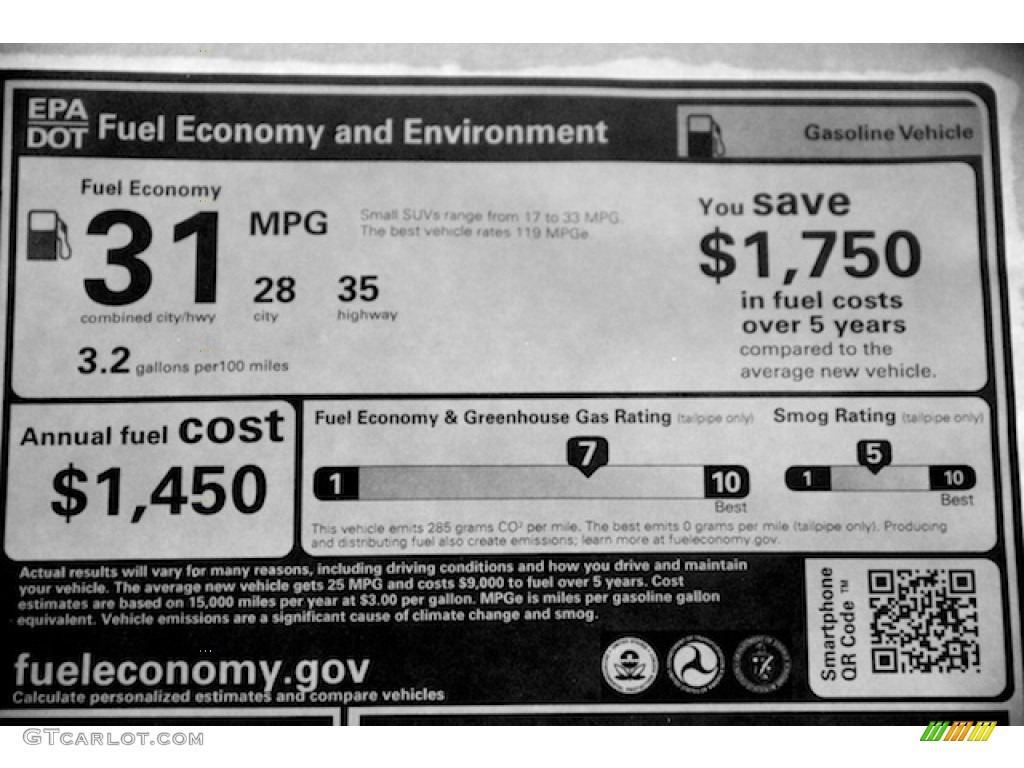 EPA
DOT
Fuel Economy and Environment
Gasoline Vehicle
Fuel Economy
31 MPG
Small SUVs range from 17 to 33 MPG.
The best vehicle rates 119 MPGe.
28 35
combined city/hwy city highway
3.2 gallons per100 miles
You save
$1,750
in fuel costs
over 5 years
compared to the
average new vehicle.
Annual fuel cost
$1,450
Fuel Economy & Greenhouse Gas Rating (tailpipe only)
1 7 10
Best
Smog Rating (tailpipe only)
1 5 10
Best
This vehicle emits 285 grams CO² per mile. The best emits 0 grams per mile (tailpipe only). Producing
and distributing fuel also create emissions; learn more at fueleconomy.gov.
Actual results will vary for many reasons, including driving conditions and how you drive and maintain
your vehicle. The average new vehicle gets 25 MPG and costs $9,000 to fuel over 5 years. Cost
estimates are based on 15,000 miles per year at $3.00 per gallon. MPGe is miles per gasoline gallon
equivalent. Vehicle emissions are a significant cause of climate change and smog.
fueleconomy.gov
Calculate personalized estimates and compare vehicles
Smartphone
QR Code ™
GTcarlot.com